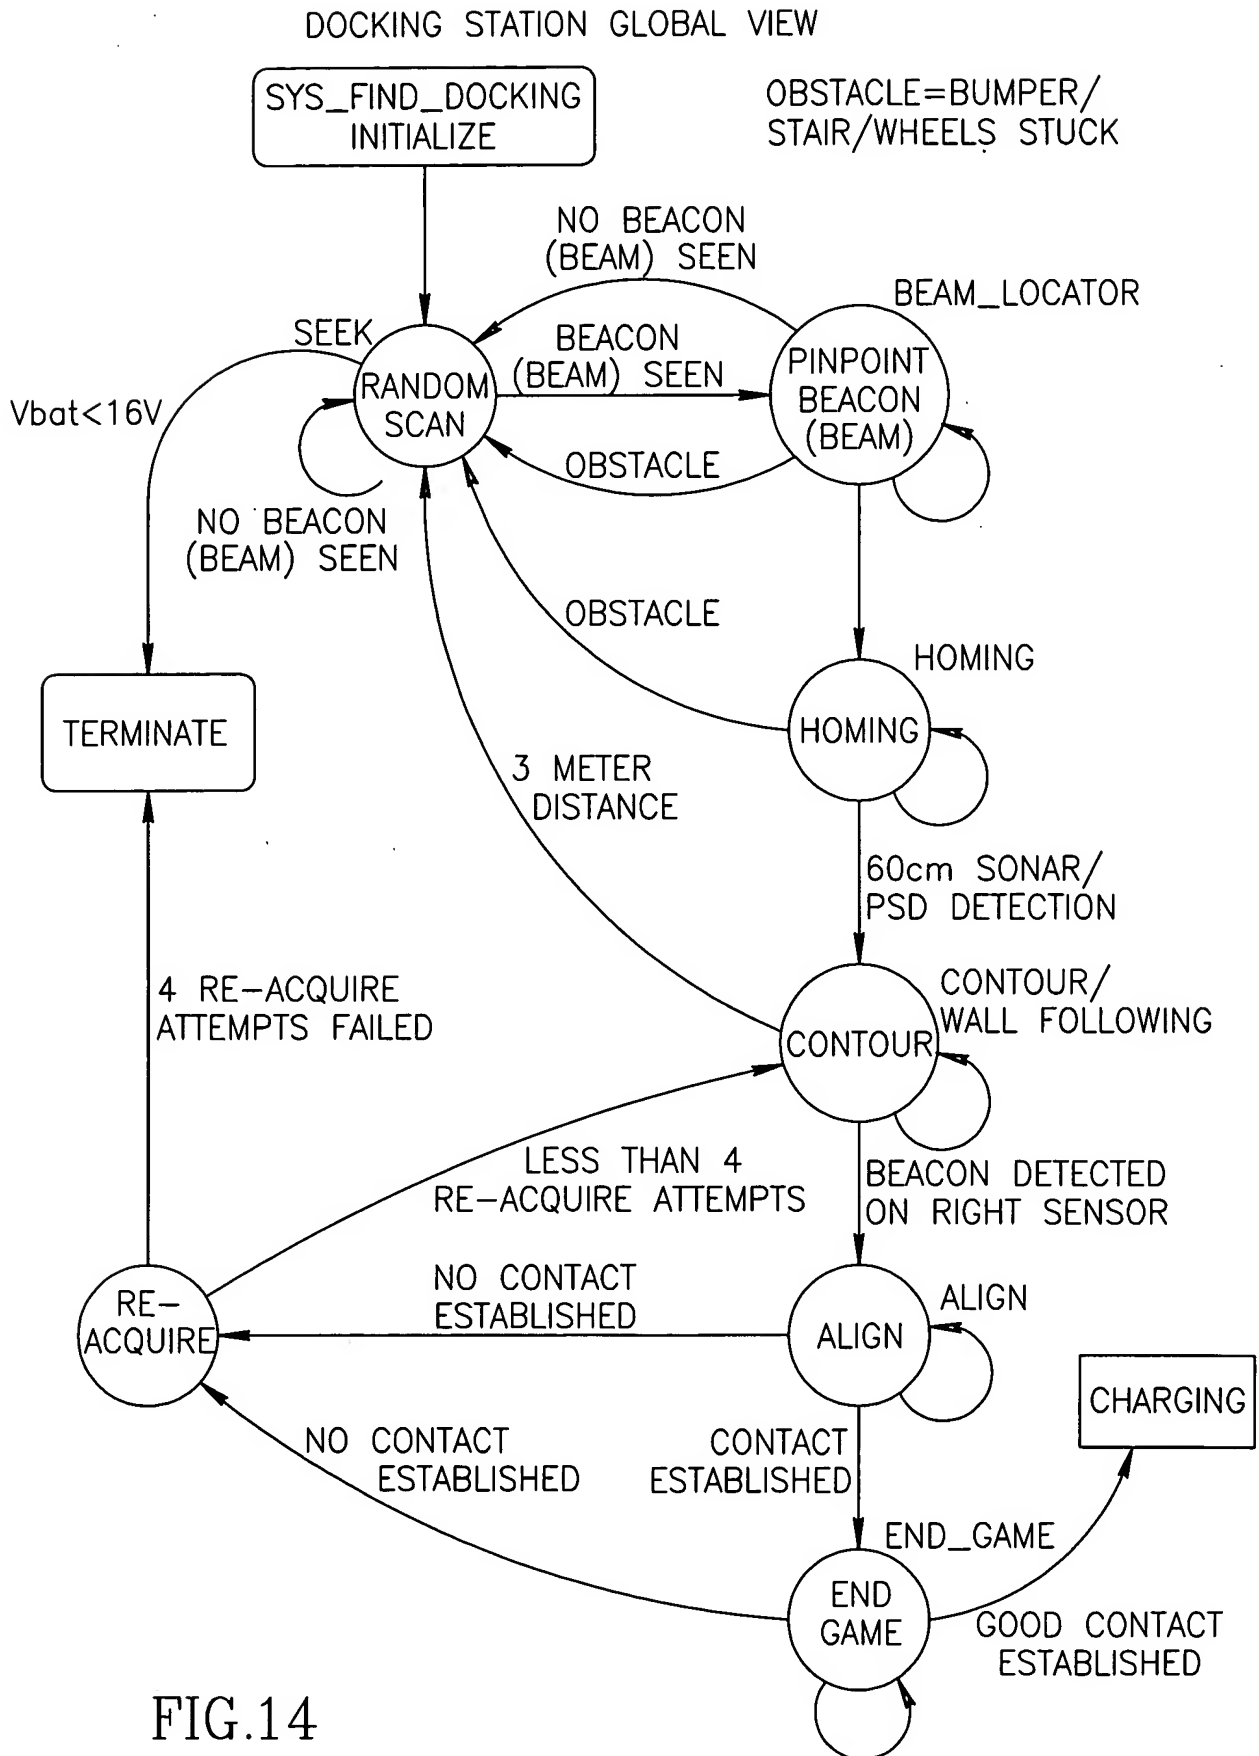 DOCKING STATION GLOBAL VIEW
SYS_FIND_DOCKING
INITIALIZE
OBSTACLE=BUMPER/
STAIR/WHEELS STUCK
NO BEACON
(BEAM) SEEN
BEAM_LOCATOR
SEEK
BEACON
(BEAM) SEEN
PINPOINT
BEACON
(BEAM)
RANDOM
SCAN
Vbat<16V
OBSTACLE
NO BEACON
(BEAM) SEEN
OBSTACLE
HOMING
HOMING
TERMINATE
3 METER
DISTANCE
60cm SONAR/
PSD DETECTION
4 RE-ACQUIRE
ATTEMPTS FAILED
CONTOUR/
WALL FOLLOWING
CONTOUR
LESS THAN 4
RE-ACQUIRE ATTEMPTS
BEACON DETECTED
ON RIGHT SENSOR
NO CONTACT
ESTABLISHED
ALIGN
RE-
ACQUIRE
ALIGN
CHARGING
NO CONTACT
ESTABLISHED
CONTACT
ESTABLISHED
END_GAME
END
GAME
GOOD CONTACT
ESTABLISHED
FIG.14